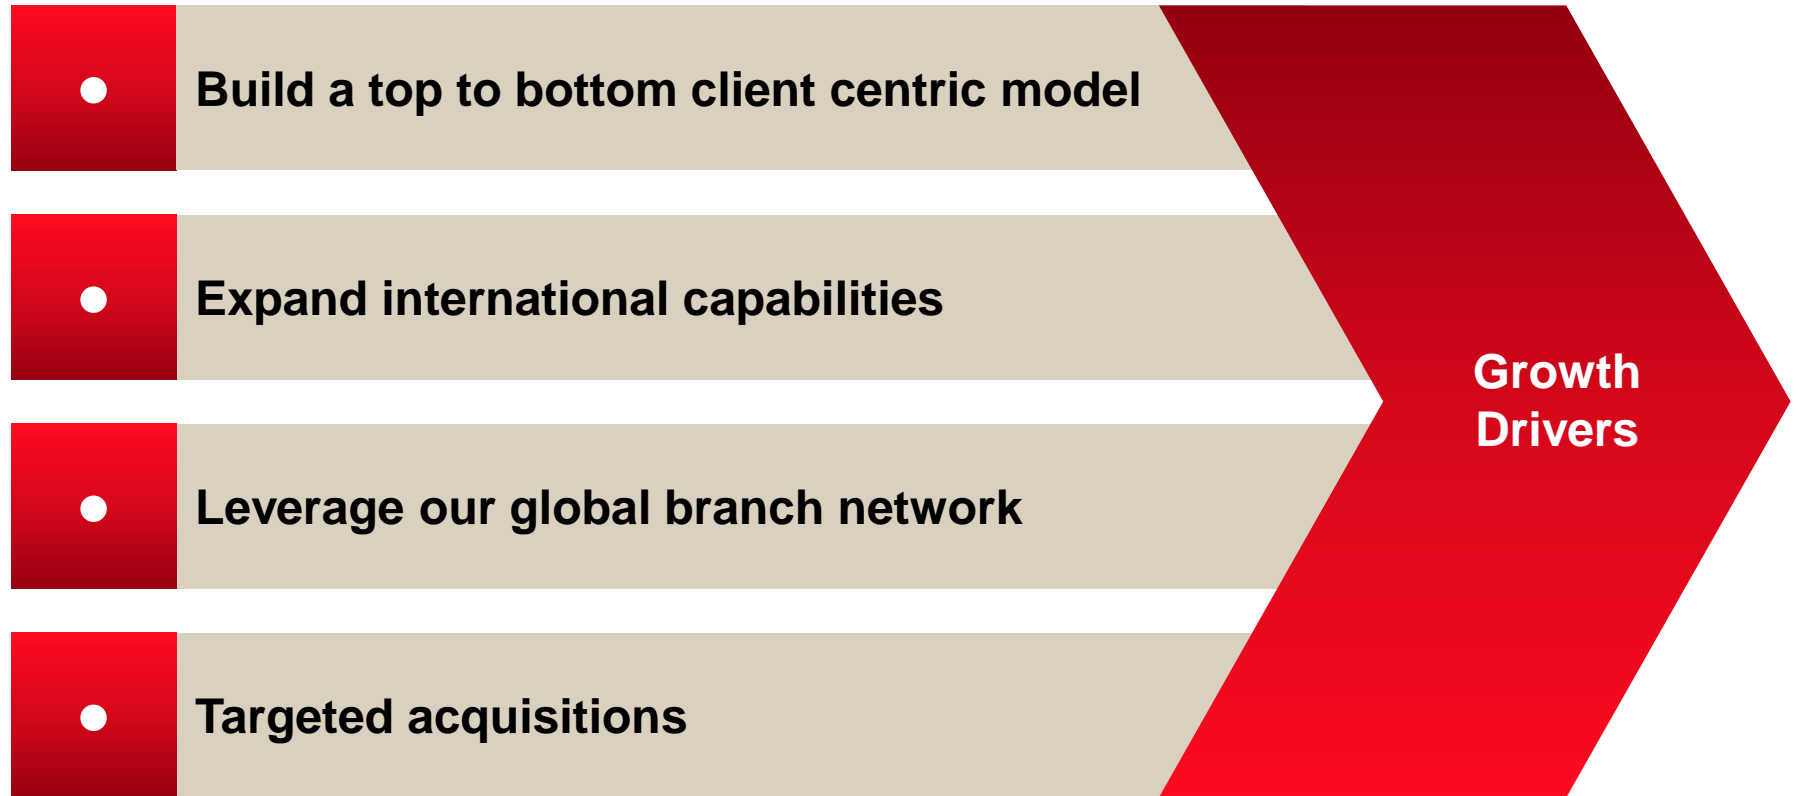 Build a top to bottom client centric model
Expand international capabilities
Leverage our global branch network
Targeted acquisitions
Growth
Drivers